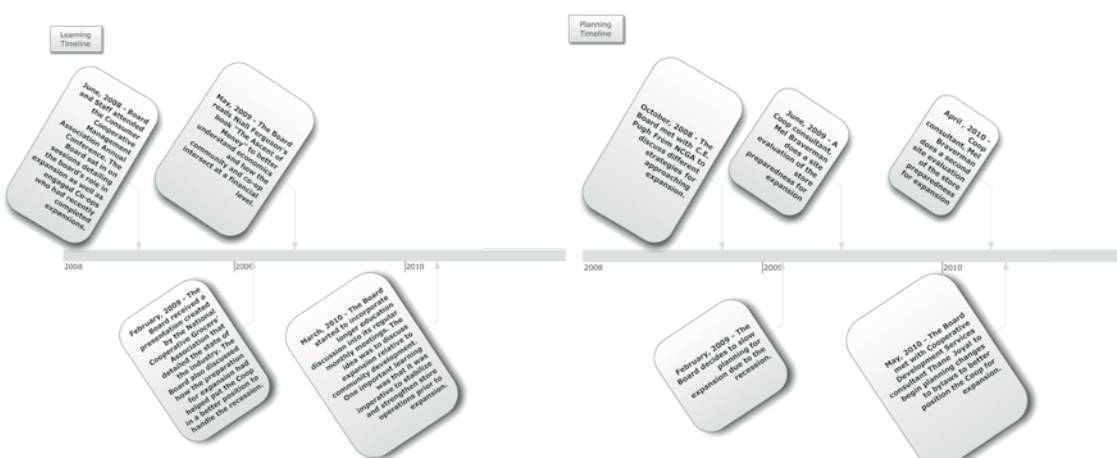 Learning
Timeline
June, 2008 - Board
and Staff attended
the Consumer
Cooperative
Management
Association Annual
Conference. The
Board sat in on
sessions detailing
the board's role in
expansion as well as
engaged Co-ops
who had recently
completed
expansions.
May, 2009 - The Board
reads Niall Ferguson's
book "The Ascent of
Money" to better
understand economics
and how the
community and co-op
intersect at a financial
level.
2008
2009
2010
February, 2009 - The
Board received a
presentation created
by the National
Cooperative Grocers'
Association that
detailed the state of
the industry. The
Board also discussed
how the preparation
for expansion had
helped put the Coop
in a better position to
handle the recession.
March, 2010 - The Board
started to incorporate
longer education
discussion into its regular
monthly meetings. The
idea was to discuss
expansion relative to
community development.
One important learning
was that it was
imperative to stabilize
and strengthen store
operations prior to
expansion.
Planning
Timeline
October, 2008 - The
Board met with C.E.
Pugh From NCGA to
discuss different
strategies for
approaching
expansion.
June, 2009 - A
Coop consultant,
Mel Braverman
does a site
evaluation of the
store
preparedness for
expansion
April , 2010 -
Coop
consultant, Mel
Braverman
does a second
site evaluation
of the store
preparedness
for expansion
2008
2009
2010
February, 2009 - The
Board decides to slow
planning for
expansion due to the
recession.
May, 2010 - The Board
met with Cooperative
Development Services
consultant Thane Joyal to
begin planning changes
to bylaws to better
position the Coop for
expansion.